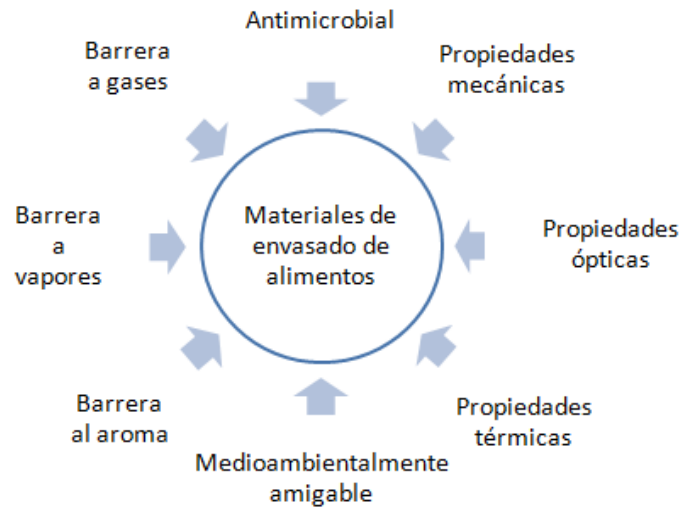 Antimicrobial
Barrera
a gases
Propiedades
mecánicas
Barrera
a
vapores
Materiales de
envasado de
alimentos
Propiedades
ópticas
Barrera
al aroma
Propiedades
térmicas
Medioambientalmente
amigable